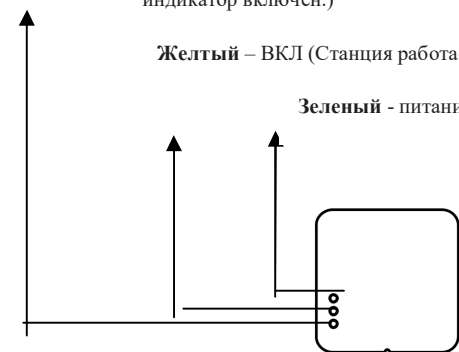 индикатор включен.)
Желтый – ВКЛ (Станция работа
Зеленый - питани